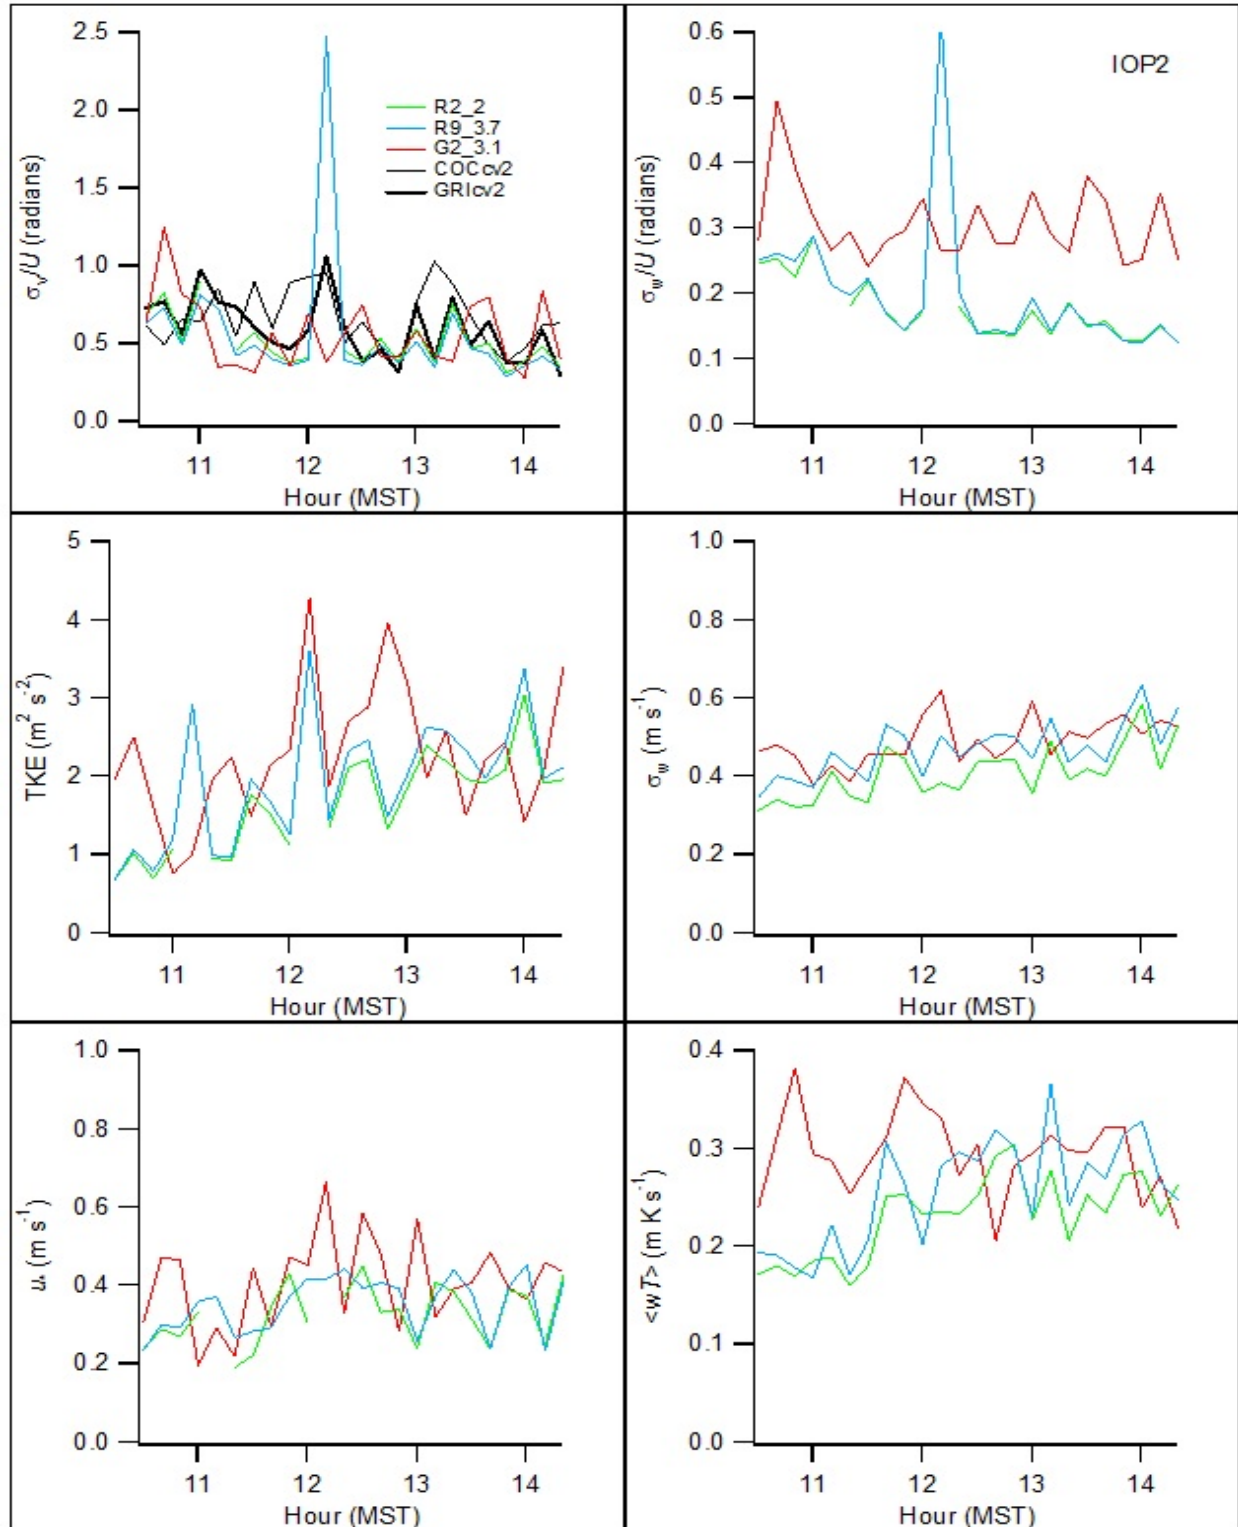 2.5
2.0
1.5
1.0
0.5
0.0
σv/U (radians)
R2_2
R9_3.7
G2_3.1
COCcv2
GRIcv2
11 12 13 14
Hour (MST)
0.6
0.5
0.4
0.3
0.2
0.1
0.0
σw/U (radians)
IOP2
11 12 13 14
Hour (MST)
5
4
3
2
1
0
TKE (m² s⁻²)
11 12 13 14
Hour (MST)
1.0
0.8
0.6
0.4
0.2
0.0
σw (m s⁻¹)
11 12 13 14
Hour (MST)
1.0
0.8
0.6
0.4
0.2
0.0
u* (m s⁻¹)
11 12 13 14
Hour (MST)
0.4
0.3
0.2
0.1
0.0
<wT> (m K s⁻¹)
11 12 13 14
Hour (MST)